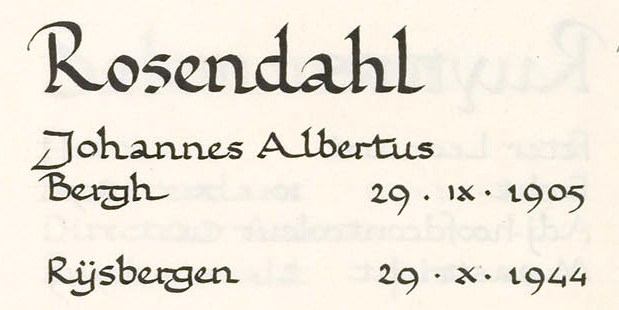 Rosendahl
Johannes Albertus
Bergh 29 · IX · 1905
Rijsbergen 29 · X · 1944